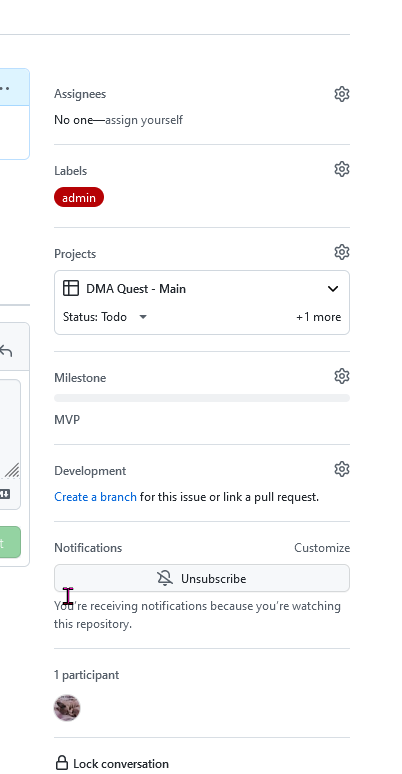 Assignees
No one—assign yourself
Labels
admin
Projects
DMA Quest - Main
Status: Todo
+1 more
Milestone
MVP
Development
Create a branch for this issue or link a pull request.
Notifications
Customize
Unsubscribe
You're receiving notifications because you're watching
this repository.
1 participant
Lock conversation